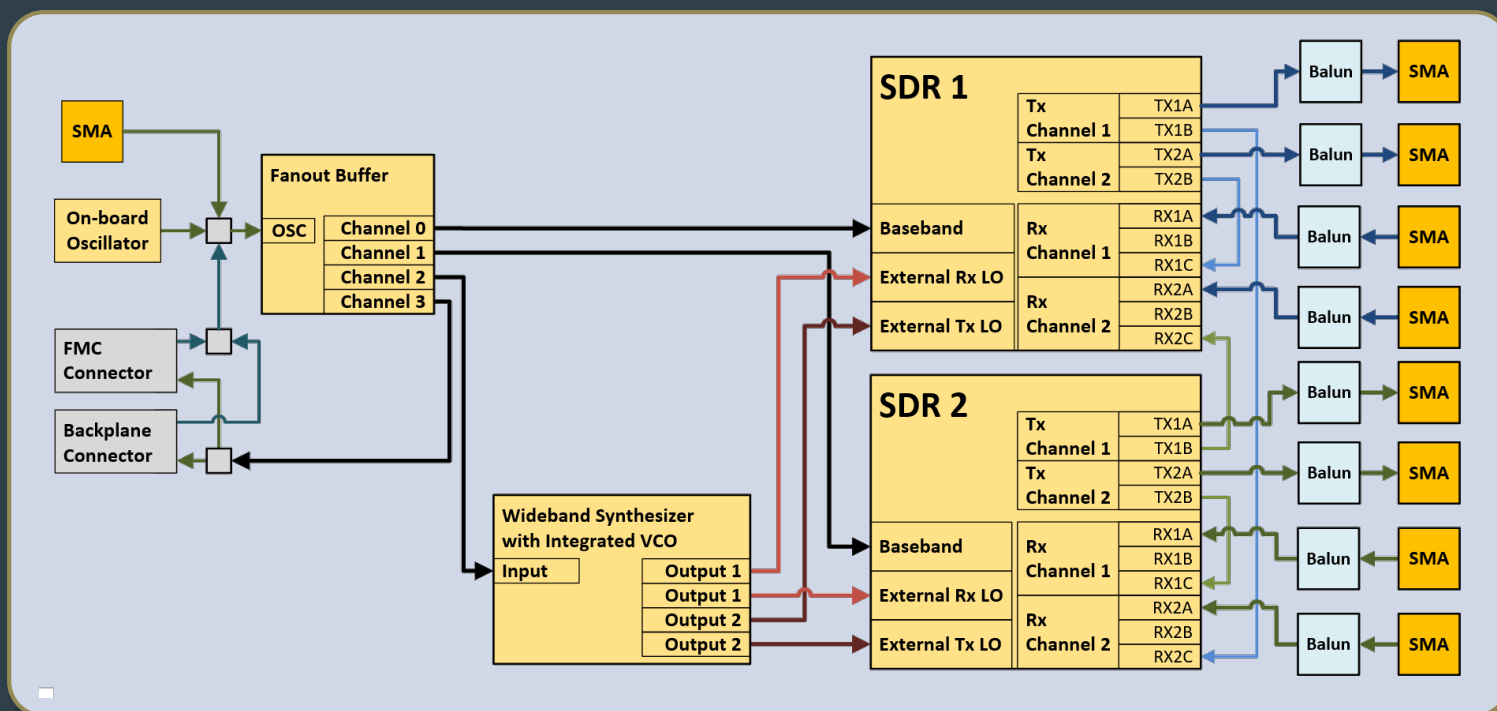 SMA
On-board
Oscillator
FMC
Connector
Backplane
Connector
Fanout Buffer
OSC
Channel 0
Channel 1
Channel 2
Channel 3
Wideband Synthesizer
with Integrated VCO
Input
Output 1
Output 1
Output 2
Output 2
SDR 1
Tx
Channel 1
TX1A
TX1B
Tx
Channel 2
TX2A
TX2B
Baseband
External Rx LO
External Tx LO
Rx
Channel 1
RX1A
RX1B
RX1C
Rx
Channel 2
RX2A
RX2B
RX2C
SDR 2
Tx
Channel 1
TX1A
TX1B
Tx
Channel 2
TX2A
TX2B
Baseband
External Rx LO
External Tx LO
Rx
Channel 1
RX1A
RX1B
RX1C
Rx
Channel 2
RX2A
RX2B
RX2C
Balun SMA
Balun SMA
Balun SMA
Balun SMA
Balun SMA
Balun SMA
Balun SMA
Balun SMA